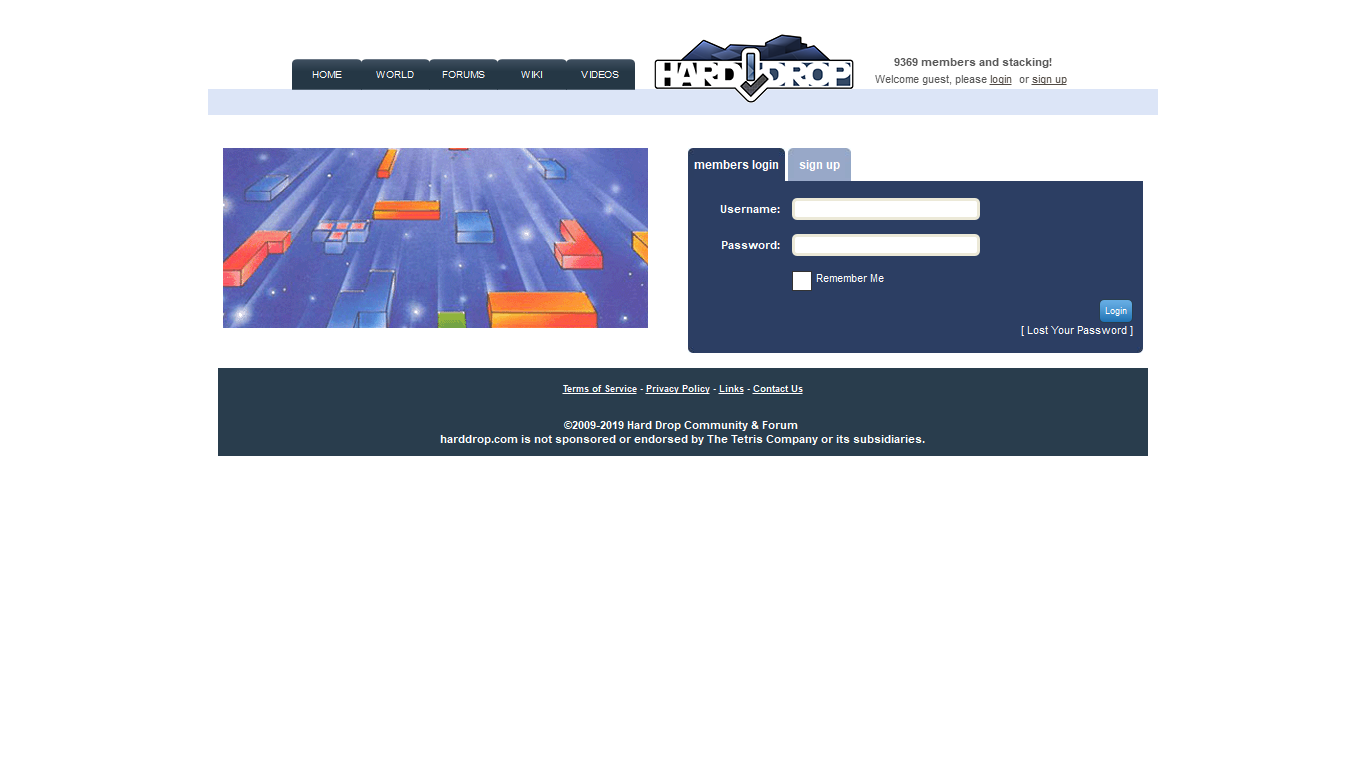 HOME WORLD FORUMS WIKI VIDEOS
HARD DROP
9369 members and stacking!
Welcome guest, please login or sign up
members login sign up
Username:
Password:
Remember Me
Login
[ Lost Your Password ]
Terms of Service - Privacy Policy - Links - Contact Us
©2009-2019 Hard Drop Community & Forum
harddrop.com is not sponsored or endorsed by The Tetris Company or its subsidiaries.